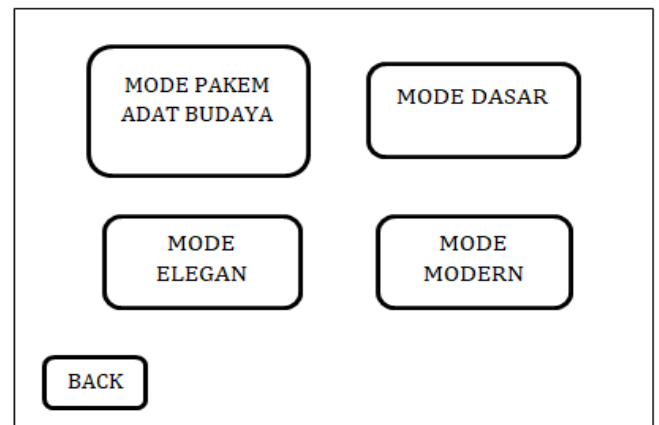 MODE PAKEM
ADAT BUDAYA
MODE DASAR
MODE
ELEGAN
MODE
MODERN
BACK